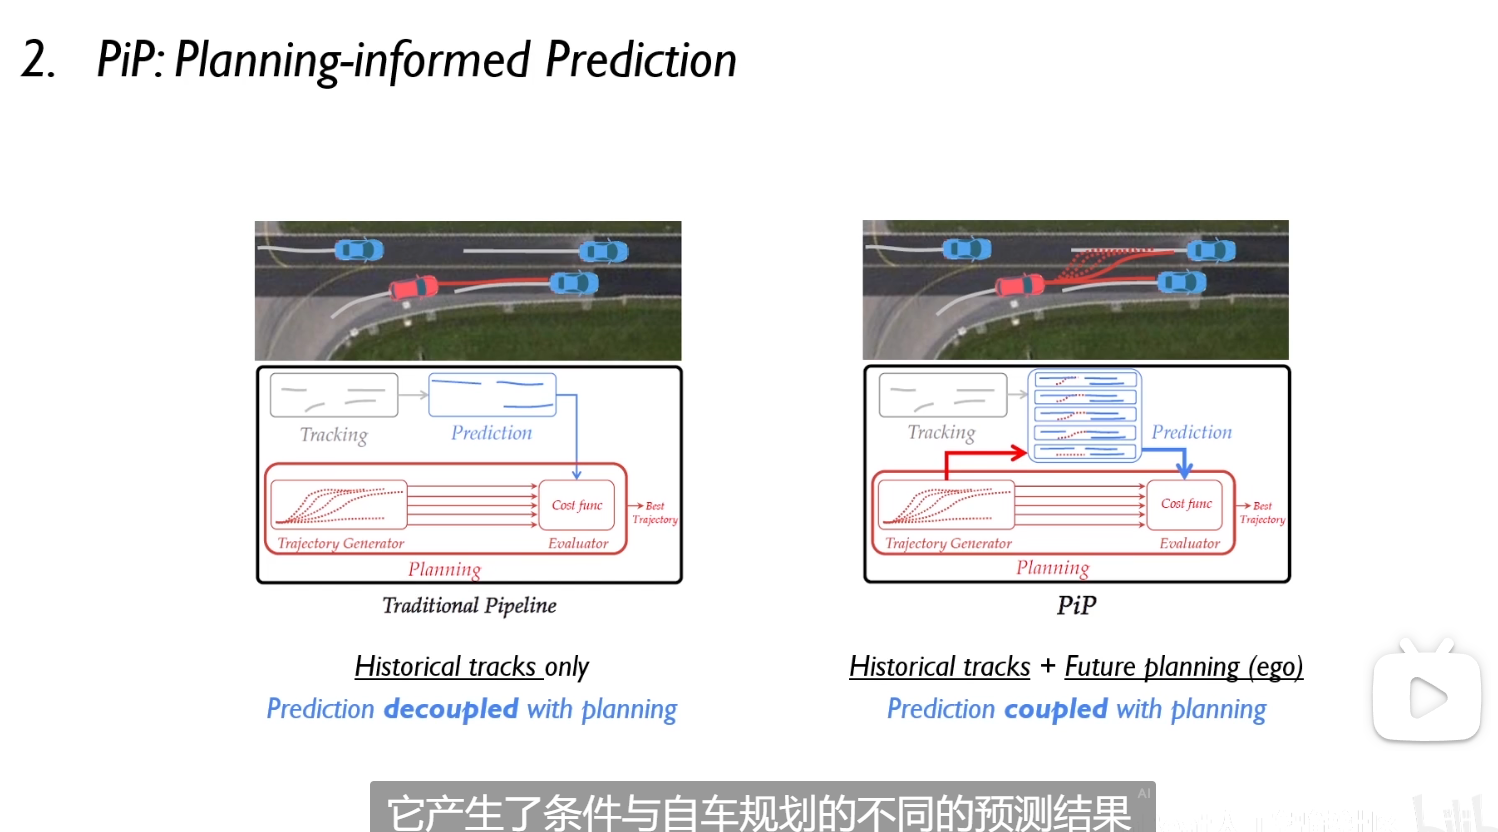 2. PiP: Planning-informed Prediction
Tracking
Prediction
Cost func
Best
Trajectory
Trajectory Generator
Evaluator
Planning
Traditional Pipeline
Historical tracks only
Prediction decoupled with planning
Tracking
Prediction
Cost func
Best
Trajectory
Trajectory Generator
Evaluator
Planning
PiP
Historical tracks + Future planning (ego)
Prediction coupled with planning
它产生了条件与自车规划的不同的预测结果
AI